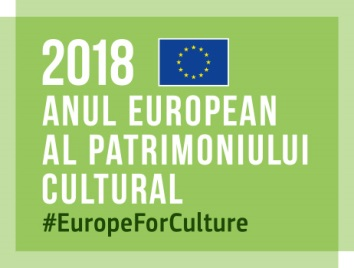 2018
ANUL EUROPEAN
AL PATRIMONIULUI
CULTURAL
#EuropeForCulture